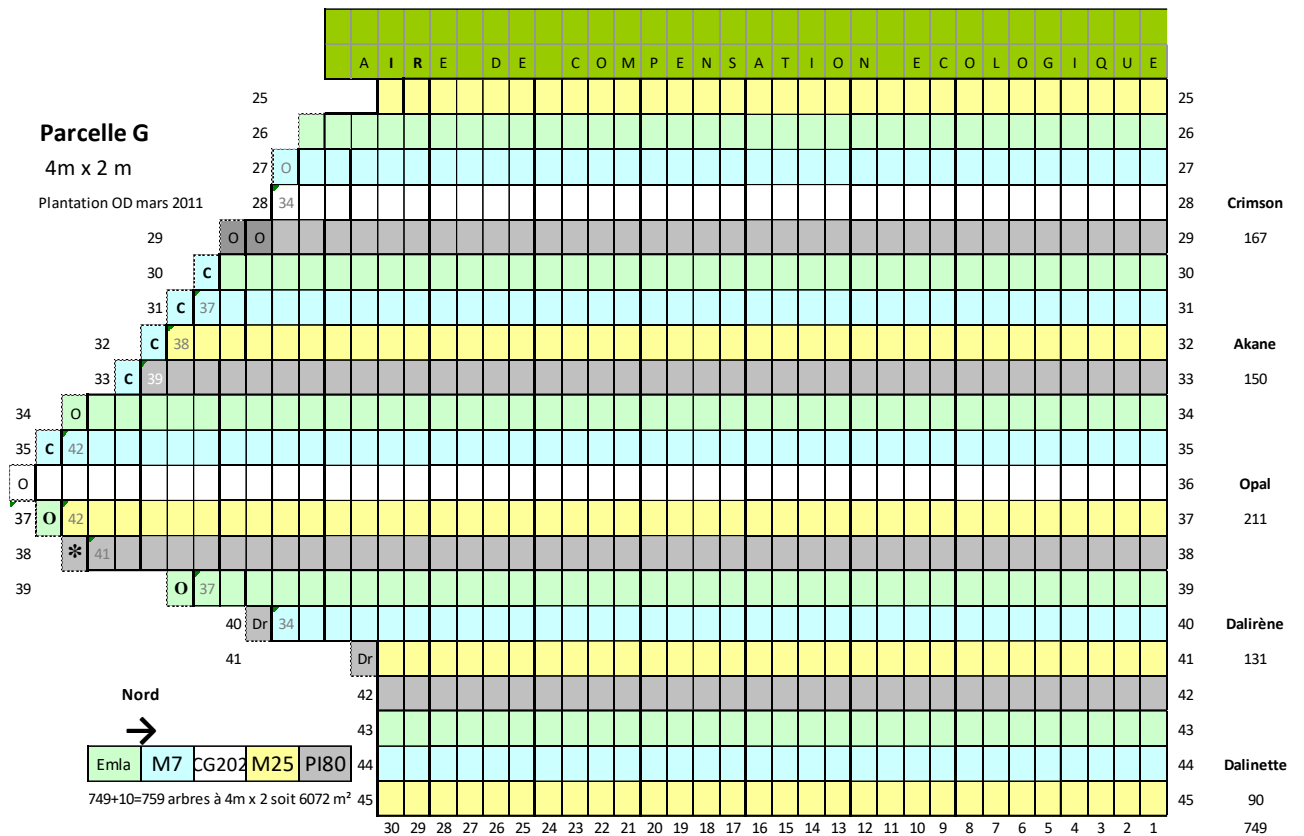 A I R E D E C O M P E N S A T I O N E C O L O G I Q U E
25 25
Parcelle G
26 26
4m x 2 m
27 O 27
Plantation OD mars 2011
28 34 28 Crimson
29 O O 29 167
30 C 30
31 C 37 31
32 C 38 32 Akane
33 C 39 33 150
34 O 34
35 C 42 35
O 36 Opal
37 O 42 37 211
38 * 41 38
39 O 37 39
40 Dr 34 40 Dalirène
41 Dr 41 131
Nord
42 42
→
43
Emla M7 CG202 M25 PI80
44 44 Dalinette
749+10=759 arbres à 4m x 2 soit 6072 m²
45 45 90
30 29 28 27 26 25 24 23 22 21 20 19 18 17 16 15 14 13 12 11 10 9 8 7 6 5 4 3 2 1 749